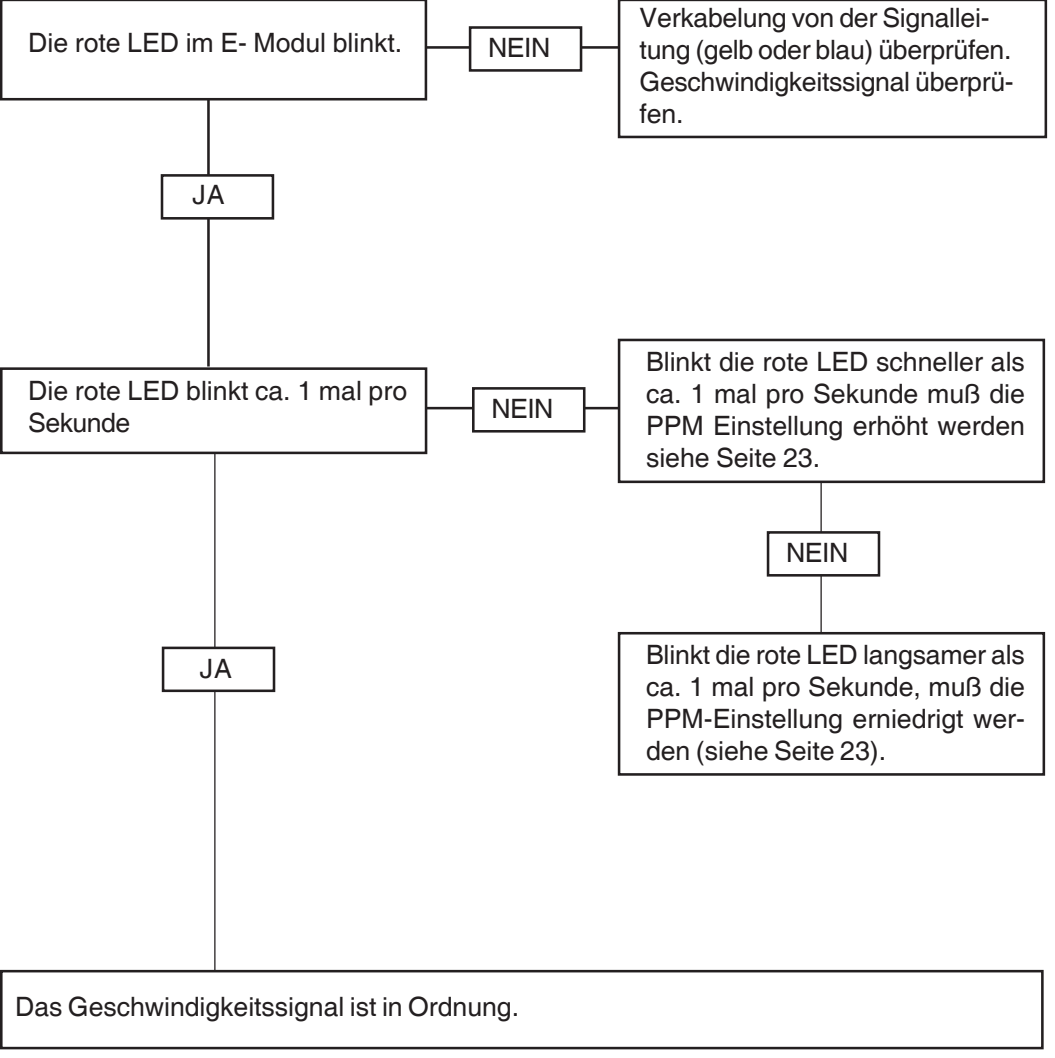 Die rote LED im E- Modul blinkt.
NEIN
Verkabelung von der Signallei-
tung (gelb oder blau) überprüfen.
Geschwindigkeitssignal überprü-
fen.
JA
Die rote LED blinkt ca. 1 mal pro
Sekunde
NEIN
Blinkt die rote LED schneller als
ca. 1 mal pro Sekunde muß die
PPM Einstellung erhöht werden
siehe Seite 23.
NEIN
JA
Blinkt die rote LED langsamer als
ca. 1 mal pro Sekunde, muß die
PPM-Einstellung erniedrigt wer-
den (siehe Seite 23).
Das Geschwindigkeitssignal ist in Ordnung.